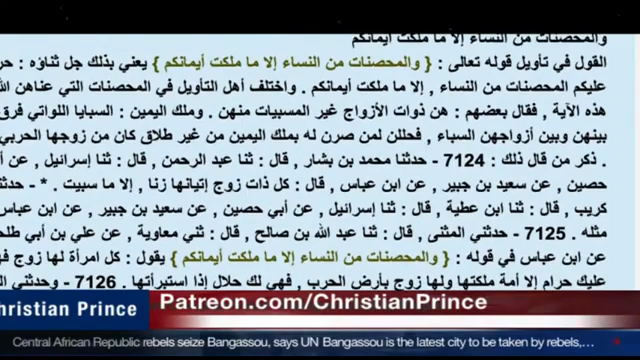 والمحصنات من النساء إلا ما ملكت أيمانكم
القول في تأويل قوله تعالى : { والمحصنات من النساء إلا ما ملكت أيمانكم } يعني بذلك جل ثناؤه : حر
عليكم المحصنات من النساء , إلا ما ملكت أيمانكم . واختلف أهل التأويل في المحصنات التي عناهن الله
هذه الآية , فقال بعضهم : هن ذوات الأزواج غير المسبيات منهن . وملك اليمين : السبايا اللواتي فرق
بينهن وبين أزواجهن السباء , فحللن لمن صرن له بملك اليمين من غير طلاق كان من زوجها الحربي
. ذكر من قال ذلك : 7124 - حدثنا محمد بن بشار , قال : ثنا عبد الرحمن , قال : ثنا إسرائيل , عن أبي
حصين , عن سعيد بن جبير , عن ابن عباس , قال : كل ذات زوج إتيانها زنا , إلا ما سبيت . * - حدثنا
كريب , قال : ثنا ابن عطية , قال : ثنا إسرائيل , عن أبي حصين , عن سعيد بن جبير , عن ابن عباس
مثله . 7125 - حدثني المثنى , قال : ثنا عبد الله بن صالح , قال : ثني معاوية , عن علي بن أبي طلح
عن ابن عباس في قوله : { والمحصنات من النساء إلا ما ملكت أيمانكم } يقول : كل امرأة لها زوج فه
عليك حرام إلا أمة ملكتها ولها زوج بأرض الحرب , فهي لك حلال إذا استبرأتها . 7126 - وحدثني ال
Christian Prince
Patreon.com/ChristianPrince
Central African Republic rebels seize Bangassou, says UN Bangassou is the latest city to be taken by rebels,...